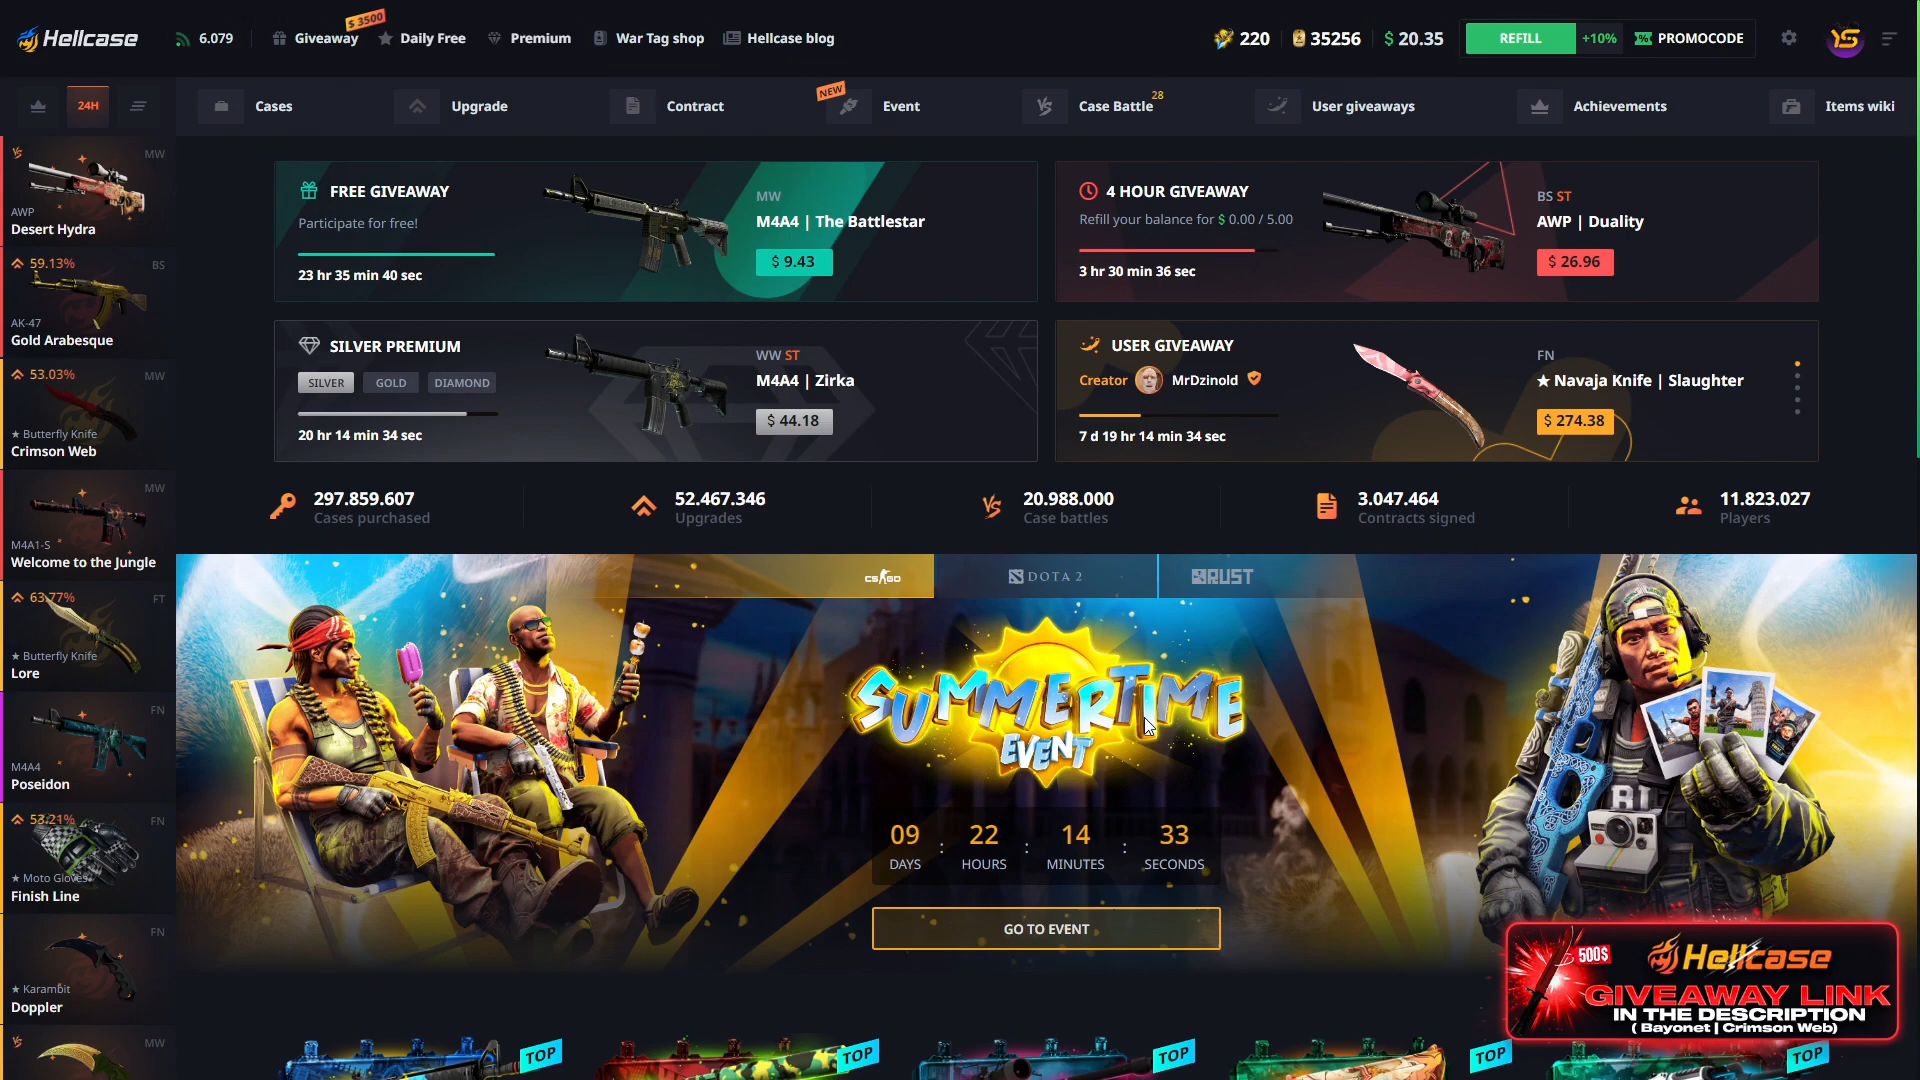 Hellcase
6.079
Giveaway
$ 3500
Daily Free
Premium
War Tag shop
Hellcase blog
220
35256
$ 20.35
REFILL
+10%
% PROMOCODE
YS
24H
Cases
Upgrade
Contract
NEW
Event
VS
Case Battle
28
User giveaways
Achievements
Items wiki
VS
MW
AWP
Desert Hydra
59.13%
BS
AK-47
Gold Arabesque
53.03%
MW
★ Butterfly Knife
Crimson Web
MW
M4A1-S
Welcome to the Jungle
63.77%
FT
★ Butterfly Knife
Lore
FN
M4A4
Poseidon
53.21%
FN
★ Moto Gloves
Finish Line
FN
★ Karambit
Doppler
VS
MW
FREE GIVEAWAY
Participate for free!
23 hr 35 min 40 sec
MW
M4A4 | The Battlestar
$ 9.43
4 HOUR GIVEAWAY
Refill your balance for $ 0.00 / 5.00
3 hr 30 min 36 sec
BS ST
AWP | Duality
$ 26.96
SILVER PREMIUM
SILVER
GOLD
DIAMOND
20 hr 14 min 34 sec
WW ST
M4A4 | Zirka
$ 44.18
USER GIVEAWAY
Creator
MrDzinold
7 d 19 hr 14 min 34 sec
FN
★ Navaja Knife | Slaughter
$ 274.38
297.859.607
Cases purchased
52.467.346
Upgrades
VS
20.988.000
Case battles
3.047.464
Contracts signed
11.823.027
Players
CS GO
DOTA 2
RUST
SUMMERTIME
EVENT
09 : 22 : 14 : 33
DAYS HOURS MINUTES SECONDS
GO TO EVENT
500$
Hellcase
GIVEAWAY LINK
IN THE DESCRIPTION
( Bayonet | Crimson Web)
TOP
TOP
TOP
TOP
TOP